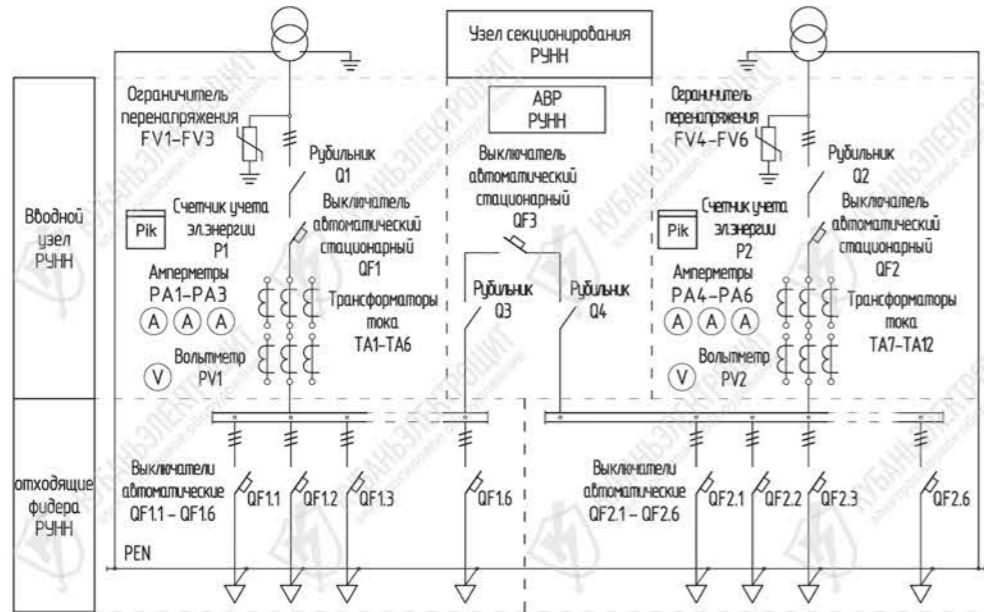 Узел секционирования
РУНН
АВР
РУНН
Ограничитель
перенапряжения
FV1-FV3
Рубильник
Q1
Счетчик учета
эл.энергии
P1
Pik
Выключатель
автоматический
стационарный
QF1
Амперметры
PA1-PA3
A A A
Трансформаторы
тока
TA1-TA6
Вольтметр
PV1
V
Выключатель
автоматический
стационарный
QF3
Рубильник
Q3
Рубильник
Q4
Ограничитель
перенапряжения
FV4-FV6
Рубильник
Q2
Счетчик учета
эл.энергии
P2
Pik
Выключатель
автоматический
стационарный
QF2
Амперметры
PA4-PA6
A A A
Трансформаторы
тока
TA7-TA12
Вольтметр
PV2
V
Вводной
узел
РУНН
отходящие
фидера
РУНН
Выключатели
автоматические
QF1.1 - QF1.6
QF1.1 QF1.2 QF1.3 QF1.6
Выключатели
автоматические
QF2.1 - QF2.6
QF2.1 QF2.2 QF2.3 QF2.6
PEN
КУБАНЬЭЛЕКТРОЩИТ